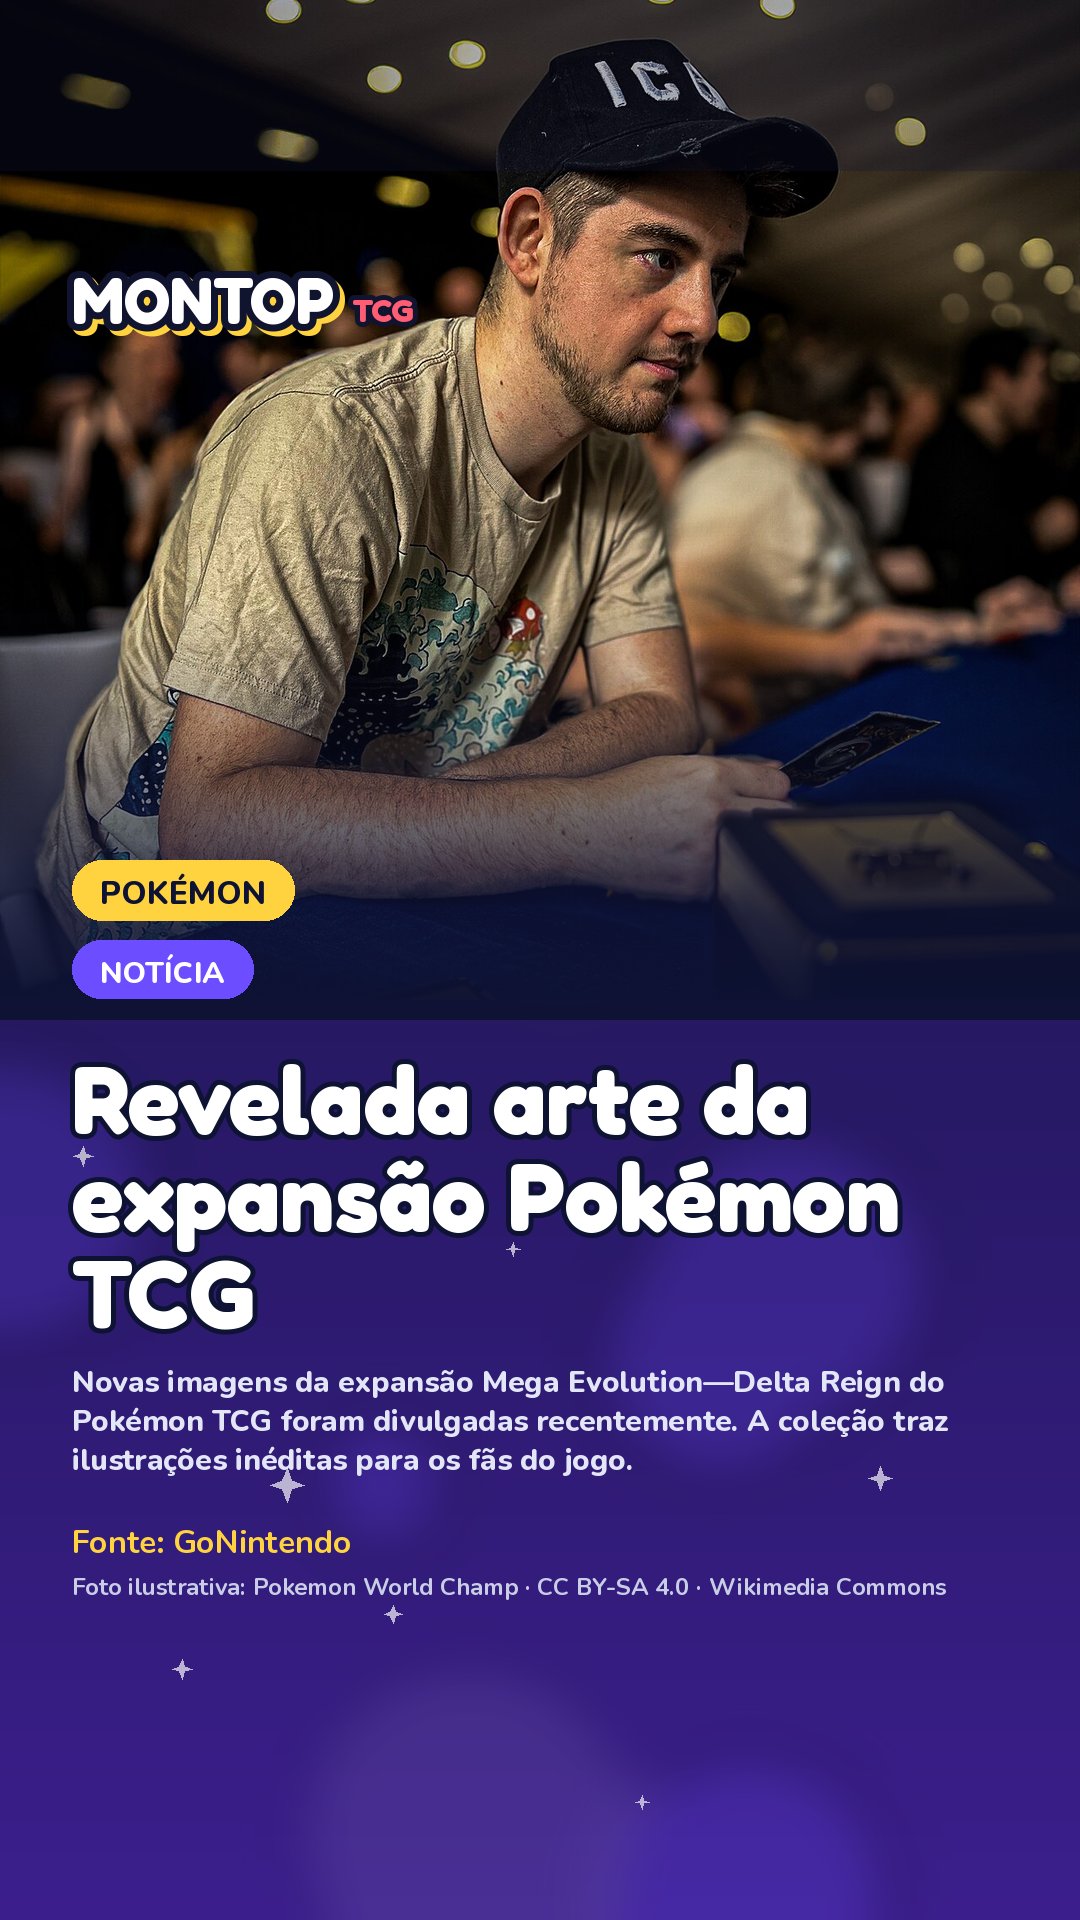 MONTOP TCG
POKÉMON
NOTÍCIA
Revelada arte da
expansão Pokémon
TCG
Novas imagens da expansão Mega Evolution—Delta Reign do
Pokémon TCG foram divulgadas recentemente. A coleção traz
ilustrações inéditas para os fãs do jogo.
Fonte: GoNintendo
Foto ilustrativa: Pokemon World Champ · CC BY-SA 4.0 · Wikimedia Commons